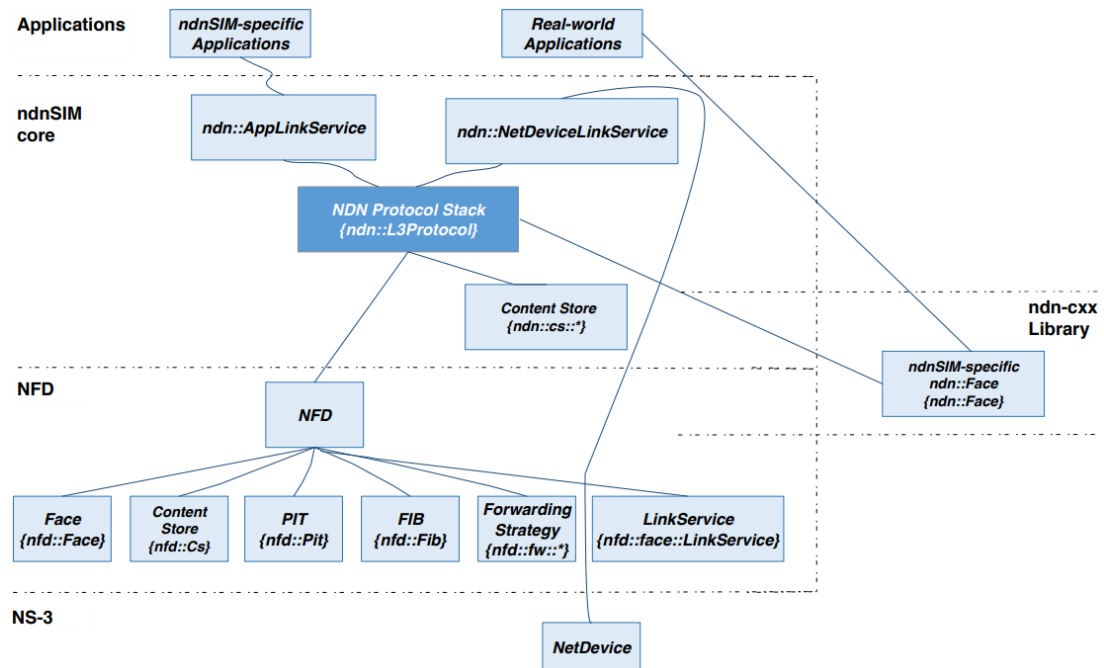 Applications
ndnSIM-specific
Applications
Real-world
Applications
ndnSIM
core
ndn::AppLinkService
ndn::NetDeviceLinkService
NDN Protocol Stack
{ndn::L3Protocol}
Content Store
{ndn::cs::*}
ndn-cxx
Library
ndnSIM-specific
ndn::Face
{ndn::Face}
NFD
NFD
Face
{nfd::Face}
Content
Store
{nfd::Cs}
PIT
{nfd::Pit}
FIB
{nfd::Fib}
Forwarding
Strategy
{nfd::fw::*}
LinkService
{nfd::face::LinkService}
NS-3
NetDevice